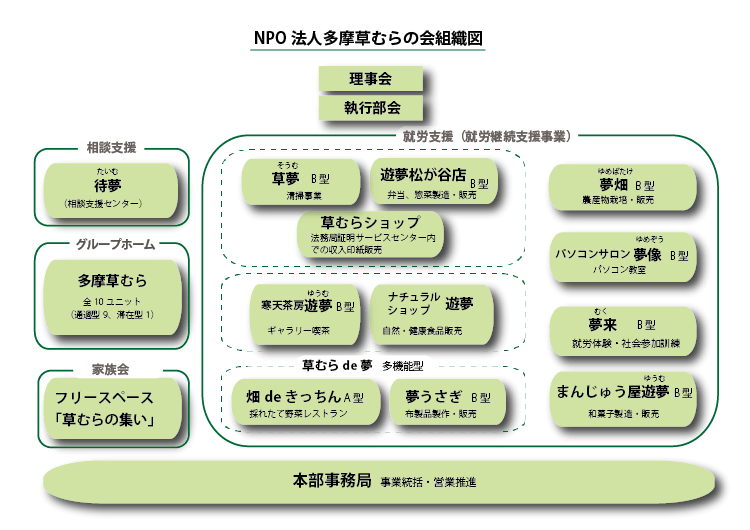 NPO 法人多摩草むらの会組織図
理事会
執行部会
相談支援
たいむ
待夢
（相談支援センター）
グループホーム
多摩草むら
全10ユニット
（通過型 9、滞在型 1）
家族会
フリースペース
「草むらの集い」
就労支援（就労継続支援事業）
そうむ
草夢 B型
清掃事業
遊夢松が谷店 B型
弁当、惣菜製造・販売
草むらショップ
法務局証明サービスセンター内
での収入印紙販売
ゆうむ
寒天茶房遊夢 B型
ギャラリー喫茶
ナチュラル
ショップ 遊夢
自然・健康食品販売
草むら de 夢 多機能型
畑 de きっちん A型
採れたて野菜レストラン
夢うさぎ B型
布製品製作・販売
ゆめばたけ
夢畑 B型
農産物栽培・販売
ゆめぞう
パソコンサロン 夢像 B型
パソコン教室
むく
夢来 B型
就労体験・社会参加訓練
ゆうむ
まんじゅう屋遊夢 B型
和菓子製造・販売
本部事務局 事業統括・営業推進